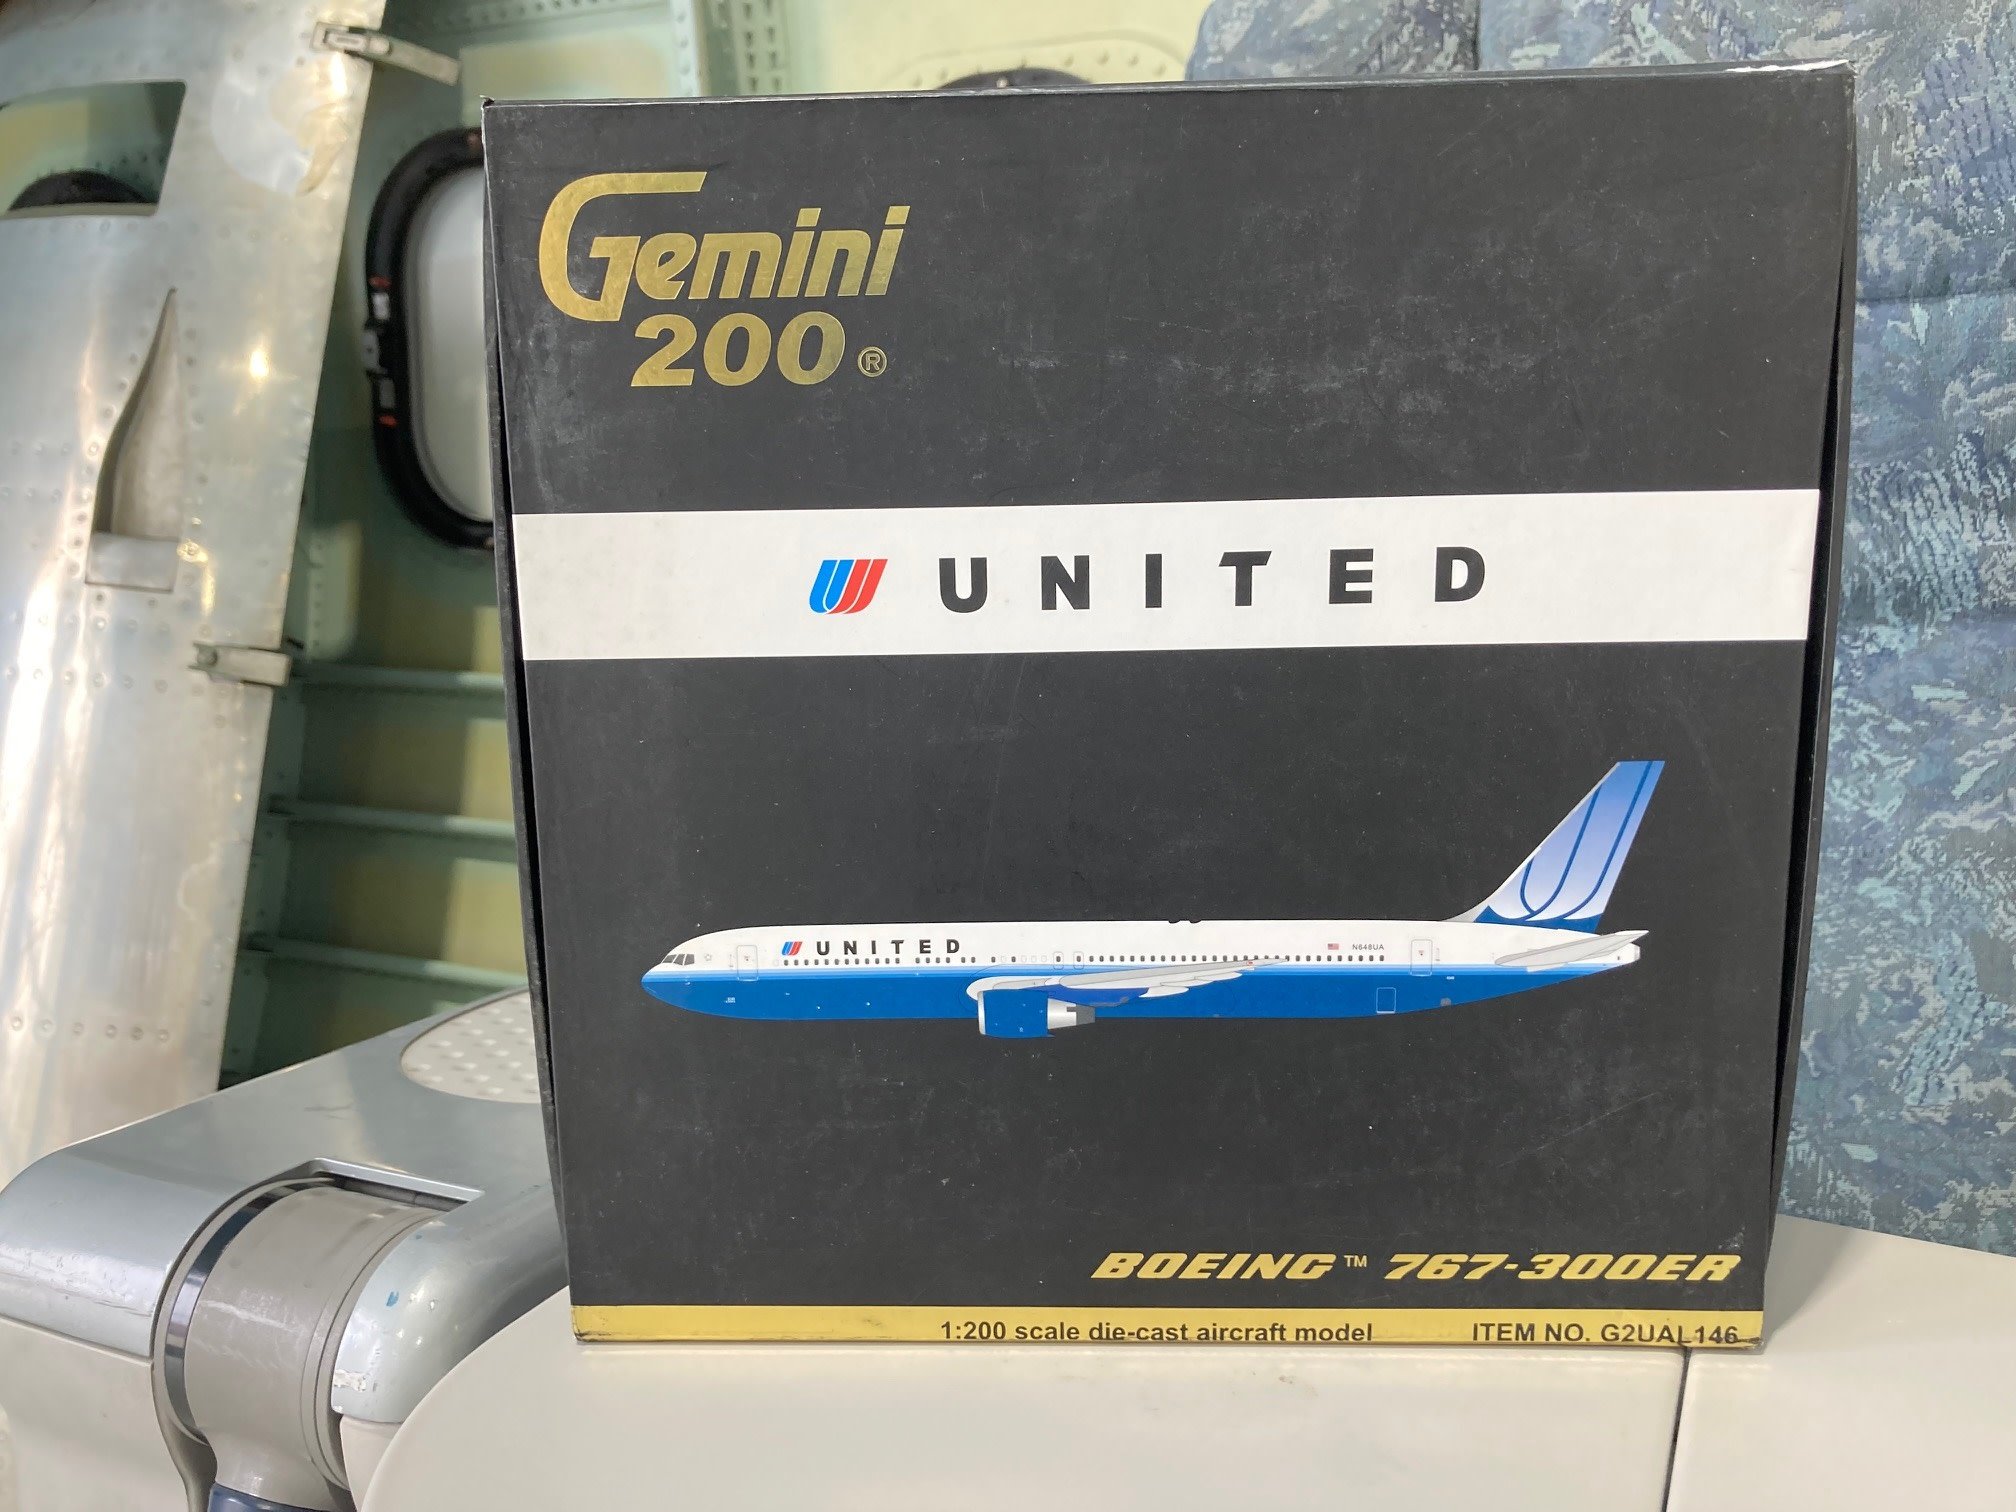 Gemini
200®
UNITED
UNITED
N648UA
BOEING™ 767-300ER
1:200 scale die-cast aircraft model ITEM NO. G2UAL146